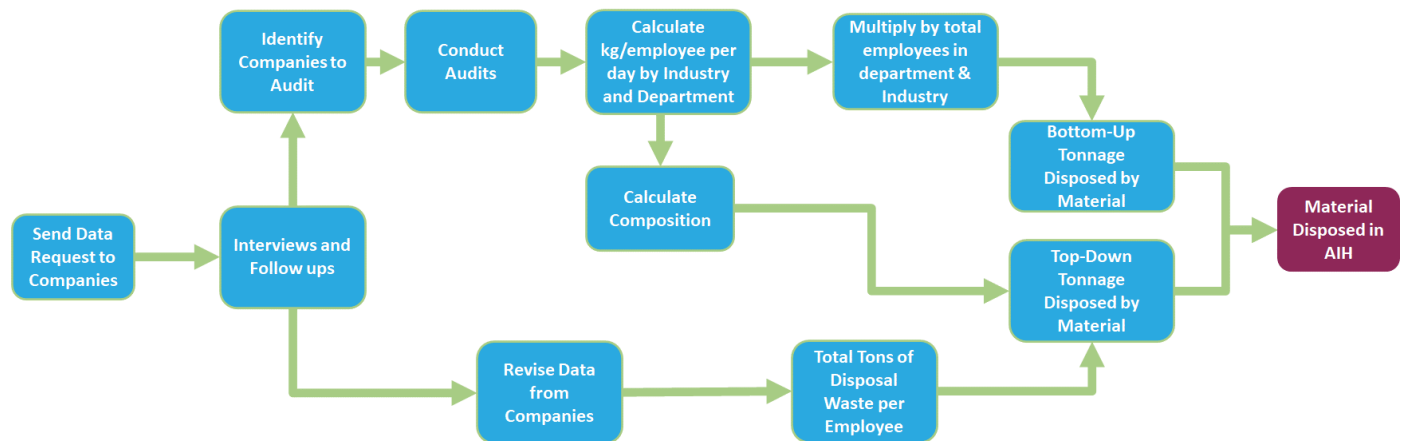 Send Data
Request to
Companies
Interviews and
Follow ups
Identify
Companies to
Audit
Conduct
Audits
Calculate
kg/employee per
day by Industry
and Department
Multiply by total
employees in
department &
Industry
Calculate
Composition
Bottom-Up
Tonnage
Disposed by
Material
Revise Data
from
Companies
Total Tons of
Disposal
Waste per
Employee
Top-Down
Tonnage
Disposed by
Material
Material
Disposed in
AIH